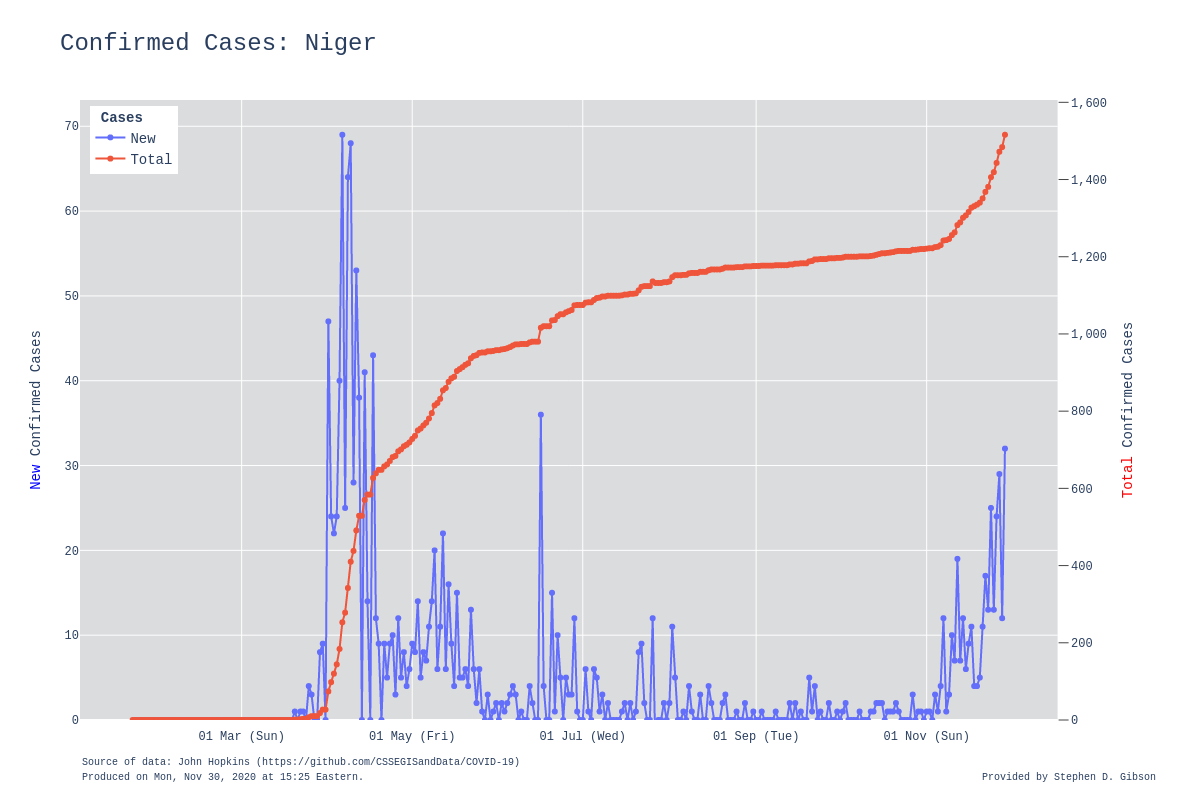 Confirmed Cases: Niger
Cases
New
Total
70
60
50
40
30
20
10
0
1,600
1,400
1,200
1,000
800
600
400
200
0
New Confirmed Cases
Total Confirmed Cases
01 Mar (Sun)
01 May (Fri)
01 Jul (Wed)
01 Sep (Tue)
01 Nov (Sun)
Source of data: John Hopkins (https://github.com/CSSEGISandData/COVID-19)
Produced on Mon, Nov 30, 2020 at 15:25 Eastern.
Provided by Stephen D. Gibson